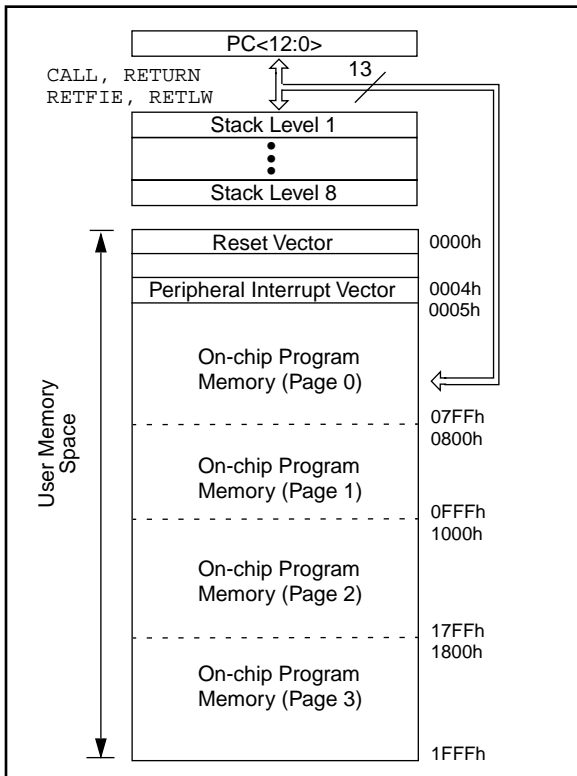 PC<12:0>
CALL, RETURN
RETFIE, RETLW
13
Stack Level 1
Stack Level 8
User Memory
Space
Reset Vector
0000h
Peripheral Interrupt Vector
0004h
0005h
On-chip Program
Memory (Page 0)
07FFh
0800h
On-chip Program
Memory (Page 1)
0FFFh
1000h
On-chip Program
Memory (Page 2)
17FFh
1800h
On-chip Program
Memory (Page 3)
1FFFh